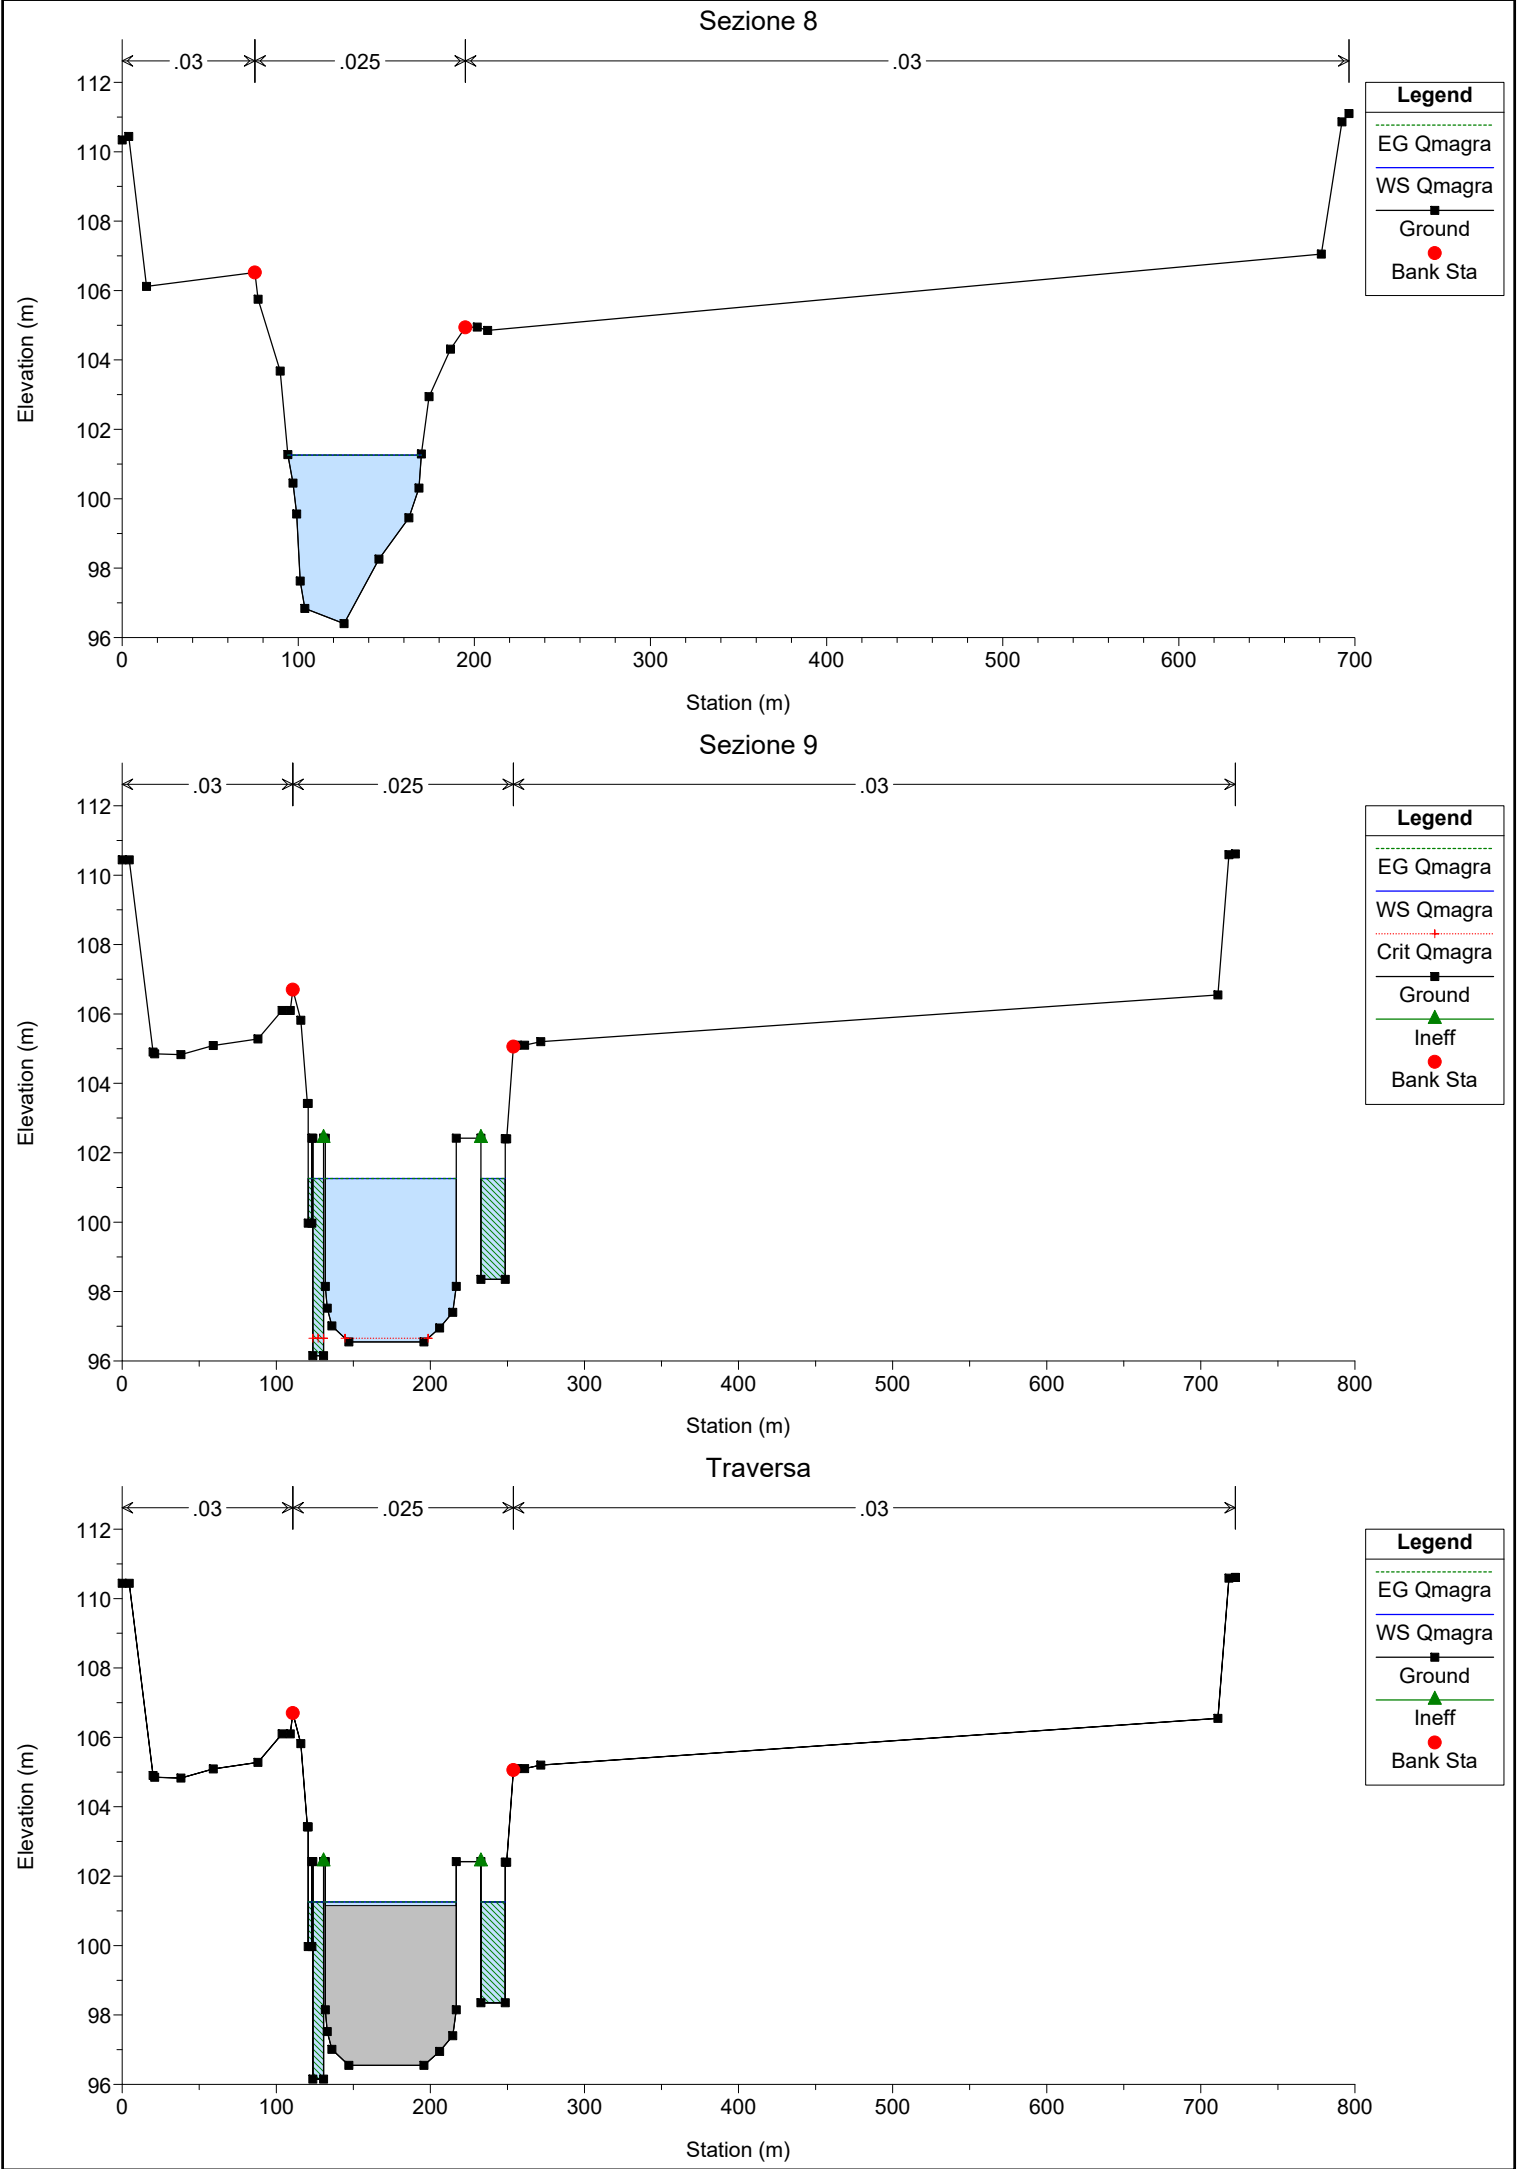 Sezione 8
.03 .025 .03
112
110
108
106
104
102
100
98
96
Elevation (m)
0 100 200 300 400 500 600 700
Station (m)
Legend
EG Qmagra
WS Qmagra
Ground
Bank Sta
Sezione 9
.03 .025 .03
112
110
108
106
104
102
100
98
96
Elevation (m)
0 100 200 300 400 500 600 700 800
Station (m)
Legend
EG Qmagra
WS Qmagra
Crit Qmagra
Ground
Ineff
Bank Sta
Traversa
.03 .025 .03
112
110
108
106
104
102
100
98
96
Elevation (m)
0 100 200 300 400 500 600 700 800
Station (m)
Legend
EG Qmagra
WS Qmagra
Ground
Ineff
Bank Sta